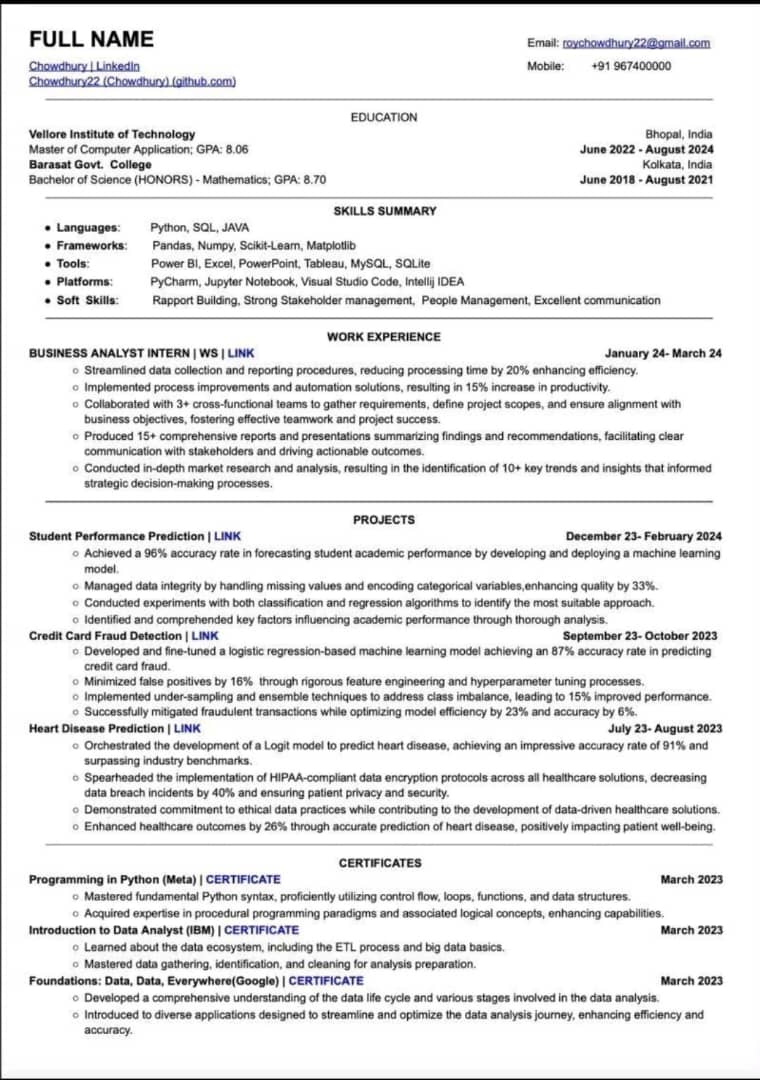 FULL NAME
Email: roychowdhury22@gmail.com
Chowdhury | LinkedIn
Mobile: +91 967400000
Chowdhury22 (Chowdhury) (github.com)
EDUCATION
Vellore Institute of Technology Bhopal, India
Master of Computer Application; GPA: 8.06 June 2022 - August 2024
Barasat Govt. College Kolkata, India
Bachelor of Science (HONORS) - Mathematics; GPA: 8.70 June 2018 - August 2021
SKILLS SUMMARY
● Languages: Python, SQL, JAVA
● Frameworks: Pandas, Numpy, Scikit-Learn, Matplotlib
● Tools: Power BI, Excel, PowerPoint, Tableau, MySQL, SQLite
● Platforms: PyCharm, Jupyter Notebook, Visual Studio Code, Intellij IDEA
● Soft Skills: Rapport Building, Strong Stakeholder management, People Management, Excellent communication
WORK EXPERIENCE
BUSINESS ANALYST INTERN | WS | LINK January 24- March 24
○ Streamlined data collection and reporting procedures, reducing processing time by 20% enhancing efficiency.
○ Implemented process improvements and automation solutions, resulting in 15% increase in productivity.
○ Collaborated with 3+ cross-functional teams to gather requirements, define project scopes, and ensure alignment with
business objectives, fostering effective teamwork and project success.
○ Produced 15+ comprehensive reports and presentations summarizing findings and recommendations, facilitating clear
communication with stakeholders and driving actionable outcomes.
○ Conducted in-depth market research and analysis, resulting in the identification of 10+ key trends and insights that informed
strategic decision-making processes.
PROJECTS
Student Performance Prediction | LINK December 23- February 2024
○ Achieved a 96% accuracy rate in forecasting student academic performance by developing and deploying a machine learning
model.
○ Managed data integrity by handling missing values and encoding categorical variables,enhancing quality by 33%.
○ Conducted experiments with both classification and regression algorithms to identify the most suitable approach.
○ Identified and comprehended key factors influencing academic performance through thorough analysis.
Credit Card Fraud Detection | LINK September 23- October 2023
○ Developed and fine-tuned a logistic regression-based machine learning model achieving an 87% accuracy rate in predicting
credit card fraud.
○ Minimized false positives by 16% through rigorous feature engineering and hyperparameter tuning processes.
○ Implemented under-sampling and ensemble techniques to address class imbalance, leading to 15% improved performance.
○ Successfully mitigated fraudulent transactions while optimizing model efficiency by 23% and accuracy by 6%.
Heart Disease Prediction | LINK July 23- August 2023
○ Orchestrated the development of a Logit model to predict heart disease, achieving an impressive accuracy rate of 91% and
surpassing industry benchmarks.
○ Spearheaded the implementation of HIPAA-compliant data encryption protocols across all healthcare solutions, decreasing
data breach incidents by 40% and ensuring patient privacy and security.
○ Demonstrated commitment to ethical data practices while contributing to the development of data-driven healthcare solutions.
○ Enhanced healthcare outcomes by 26% through accurate prediction of heart disease, positively impacting patient well-being.
CERTIFICATES
Programming in Python (Meta) | CERTIFICATE March 2023
○ Mastered fundamental Python syntax, proficiently utilizing control flow, loops, functions, and data structures.
○ Acquired expertise in procedural programming paradigms and associated logical concepts, enhancing capabilities.
Introduction to Data Analyst (IBM) | CERTIFICATE March 2023
○ Learned about the data ecosystem, including the ETL process and big data basics.
○ Mastered data gathering, identification, and cleaning for analysis preparation.
Foundations: Data, Data, Everywhere(Google) | CERTIFICATE March 2023
○ Developed a comprehensive understanding of the data life cycle and various stages involved in the data analysis.
○ Introduced to diverse applications designed to streamline and optimize the data analysis journey, enhancing efficiency and
accuracy.